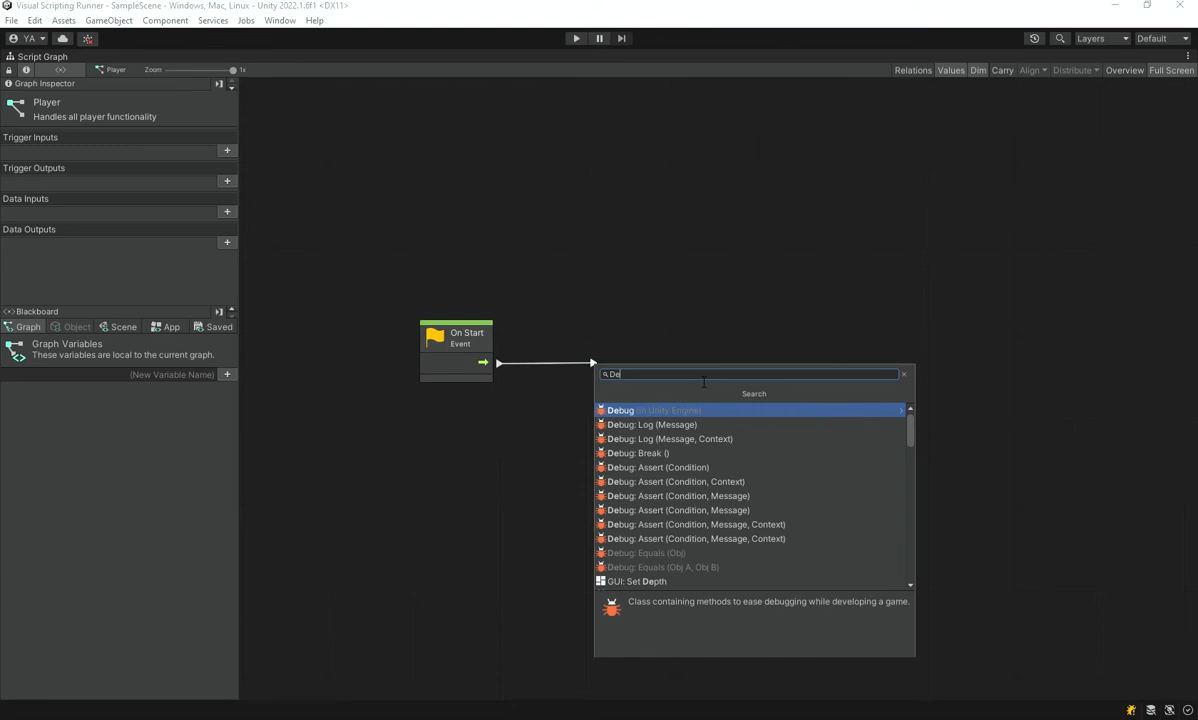 Visual Scripting Runner - SampleScene - Windows, Mac, Linux - Unity 2022.1.6f1 <DX11>
File Edit Assets GameObject Component Services Jobs Window Help
YA Layers Default
Script Graph
Player Zoom 1x Relations Values Dim Carry Align Distribute Overview Full Screen
Graph Inspector
Player
Handles all player functionality
Trigger Inputs
+
Trigger Outputs
+
Data Inputs
+
Data Outputs
+
Blackboard
Graph Object Scene App Saved
Graph Variables
These variables are local to the current graph.
(New Variable Name) +
On Start
Event
De
Search
Debug (in Unity Engine)
Debug: Log (Message)
Debug: Log (Message, Context)
Debug: Break ()
Debug: Assert (Condition)
Debug: Assert (Condition, Context)
Debug: Assert (Condition, Message)
Debug: Assert (Condition, Message)
Debug: Assert (Condition, Message, Context)
Debug: Assert (Condition, Message, Context)
Debug: Equals (Obj)
Debug: Equals (Obj A, Obj B)
GUI: Set Depth
Class containing methods to ease debugging while developing a game.